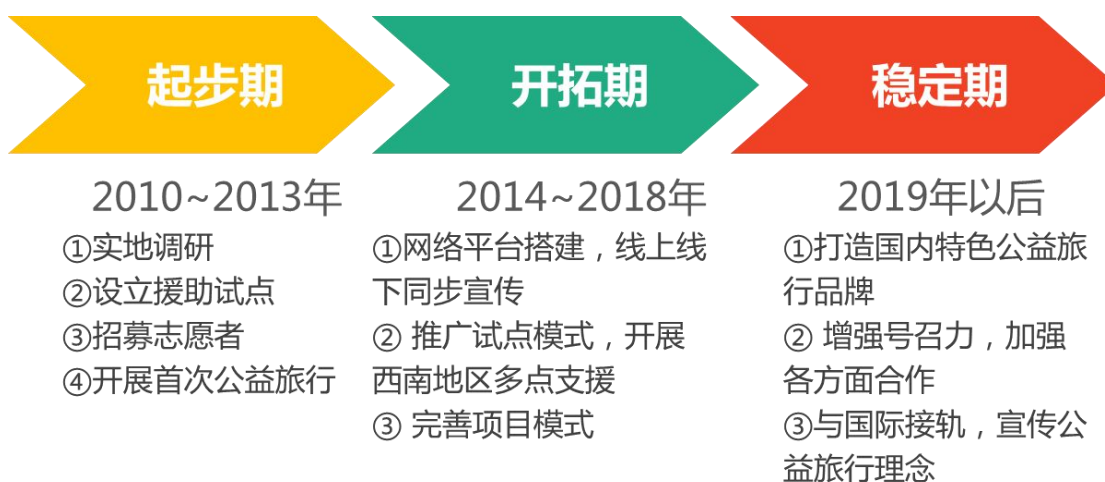 起步期
2010~2013年
①实地调研
②设立援助试点
③招募志愿者
④开展首次公益旅行
开拓期
2014~2018年
①网络平台搭建，线上线
下同步宣传
② 推广试点模式，开展
西南地区多点支援
③ 完善项目模式
稳定期
2019年以后
①打造国内特色公益旅
行品牌
② 增强号召力，加强
各方面合作
③与国际接轨，宣传公
益旅行理念